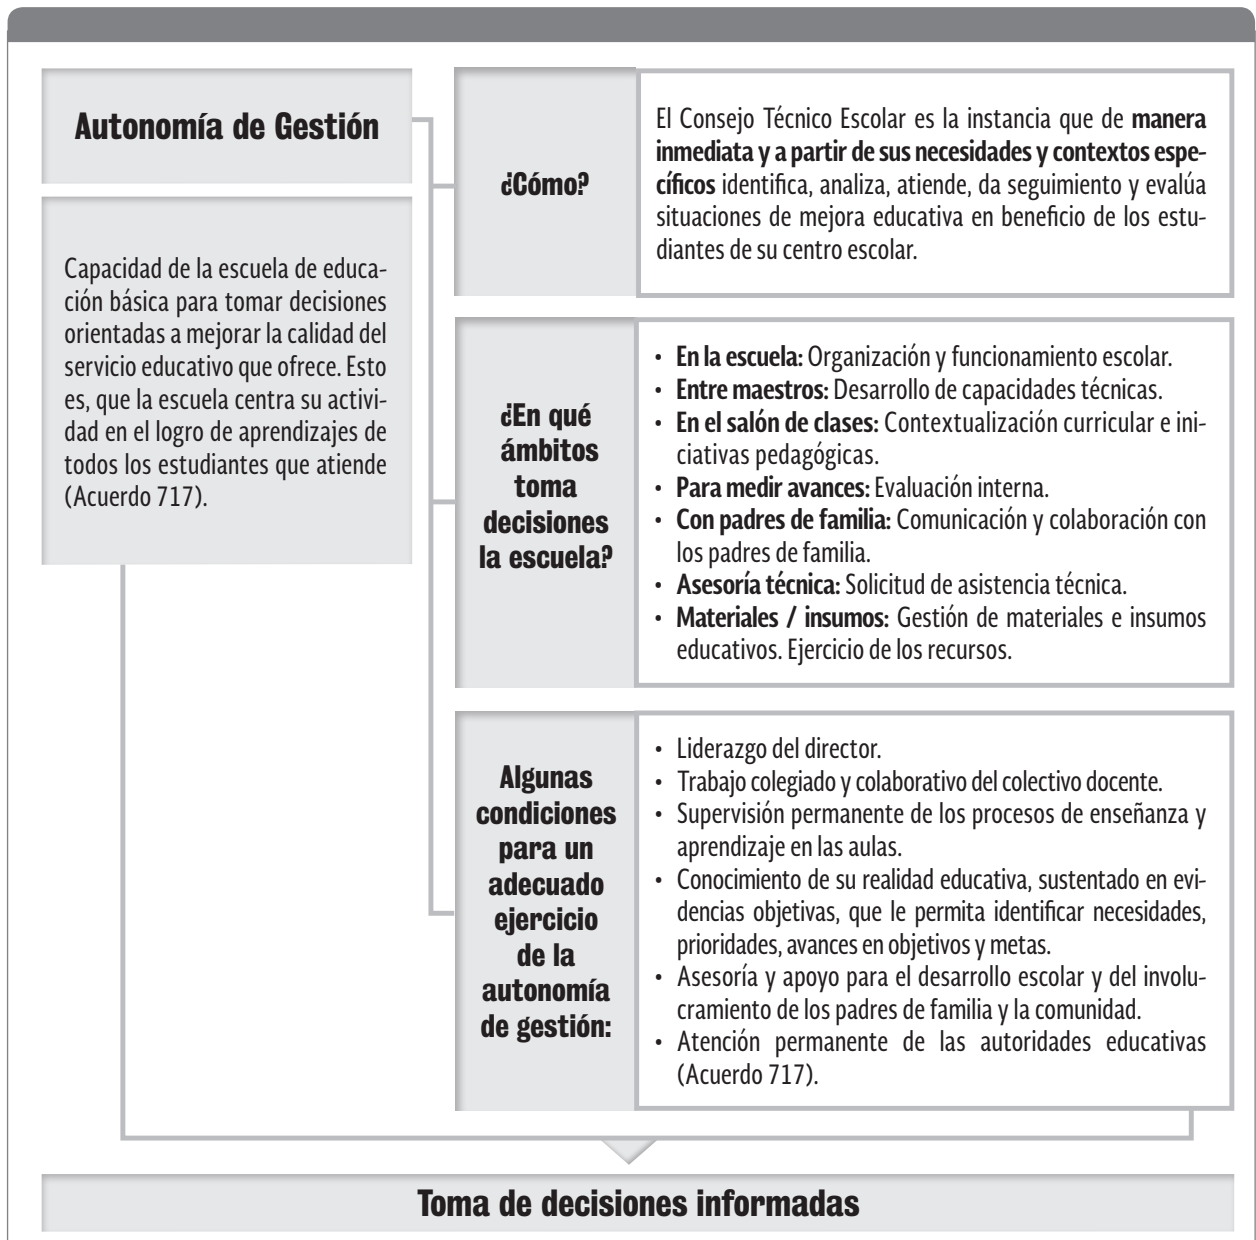 Autonomía de Gestión
Capacidad de la escuela de educa-
ción básica para tomar decisiones
orientadas a mejorar la calidad del
servicio educativo que ofrece. Esto
es, que la escuela centra su activi-
dad en el logro de aprendizajes de
todos los estudiantes que atiende
(Acuerdo 717).
¿Cómo?
El Consejo Técnico Escolar es la instancia que de manera
inmediata y a partir de sus necesidades y contextos espe-
cíficos identifica, analiza, atiende, da seguimiento y evalúa
situaciones de mejora educativa en beneficio de los estu-
diantes de su centro escolar.
¿En qué
ámbitos
toma
decisiones
la escuela?
• En la escuela: Organización y funcionamiento escolar.
• Entre maestros: Desarrollo de capacidades técnicas.
• En el salón de clases: Contextualización curricular e ini-
ciativas pedagógicas.
• Para medir avances: Evaluación interna.
• Con padres de familia: Comunicación y colaboración con
los padres de familia.
• Asesoría técnica: Solicitud de asistencia técnica.
• Materiales / insumos: Gestión de materiales e insumos
educativos. Ejercicio de los recursos.
Algunas
condiciones
para un
adecuado
ejercicio
de la
autonomía
de gestión:
• Liderazgo del director.
• Trabajo colegiado y colaborativo del colectivo docente.
• Supervisión permanente de los procesos de enseñanza y
aprendizaje en las aulas.
• Conocimiento de su realidad educativa, sustentado en evi-
dencias objetivas, que le permita identificar necesidades,
prioridades, avances en objetivos y metas.
• Asesoría y apoyo para el desarrollo escolar y del involu-
cramiento de los padres de familia y la comunidad.
• Atención permanente de las autoridades educativas
(Acuerdo 717).
Toma de decisiones informadas